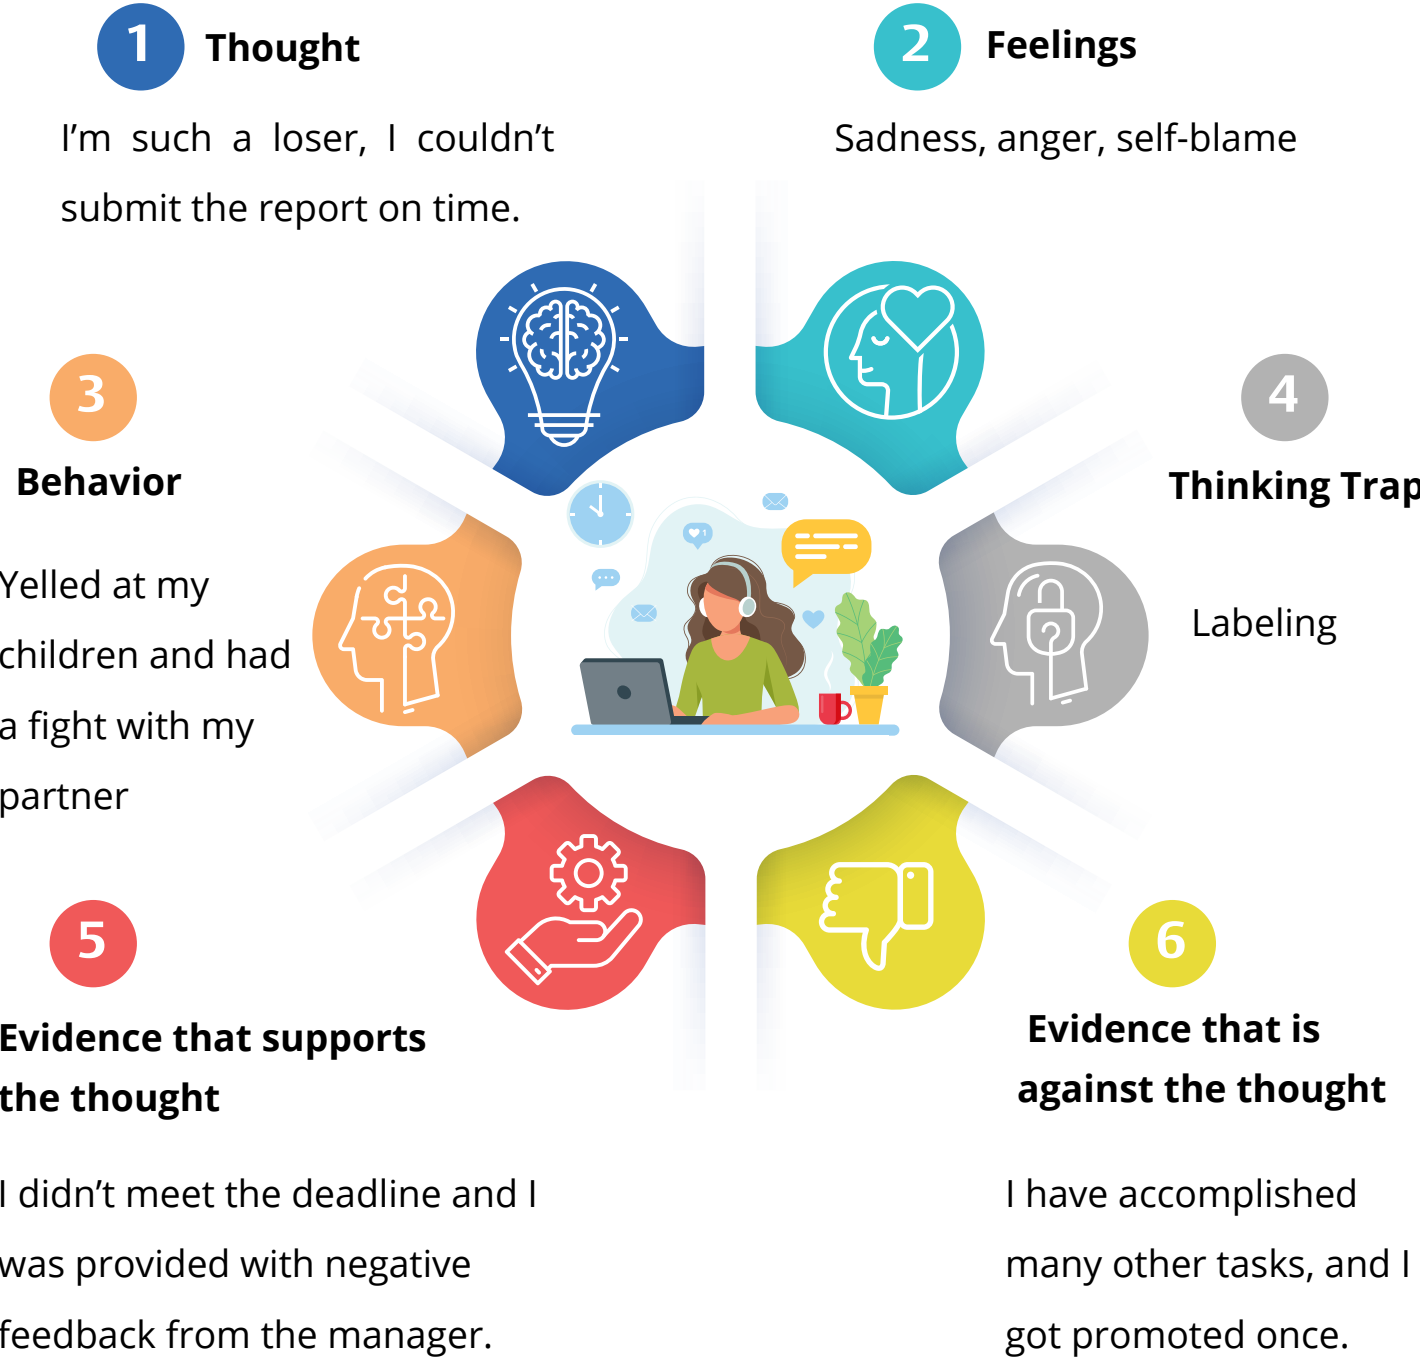 1
Thought
I'm such a loser, I couldn't
submit the report on time.
2
Feelings
Sadness, anger, self-blame
3
Behavior
Yelled at my
children and had
a fight with my
partner
4
Thinking Trap
Labeling
1
5
Evidence that supports
the thought
I didn't meet the deadline and I
was provided with negative
feedback from the manager.
6
Evidence that is
against the thought
I have accomplished
many other tasks, and I
got promoted once.